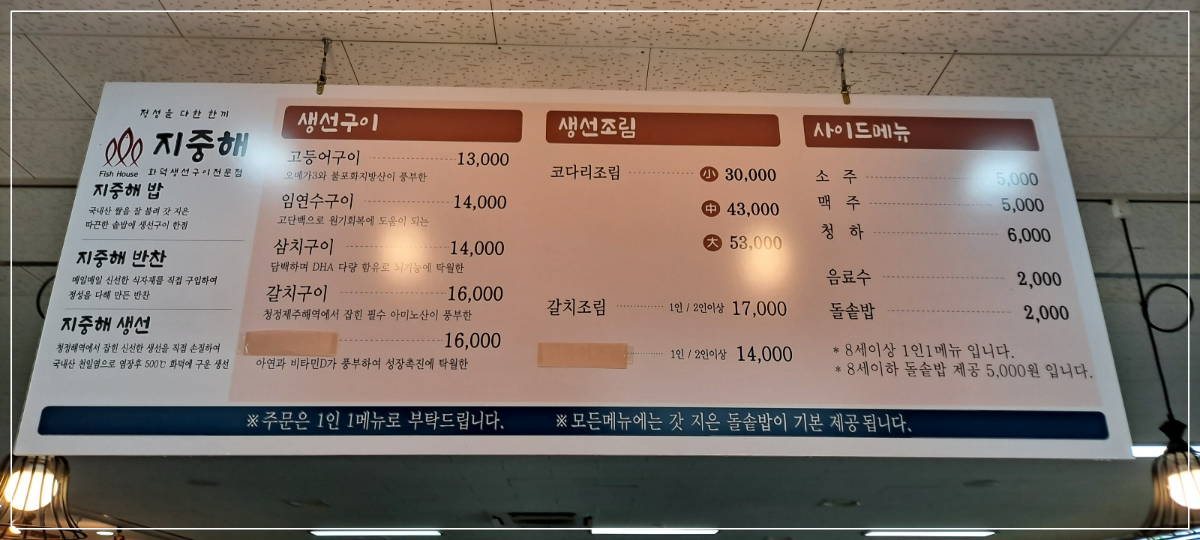 정성을 다한 한끼
지중해
Fish House 화덕생선구이전문점
지중해 밥
국내산 쌀을 잘 불려 갓 지은
따끈한 솥밥에 생선구이 한점
지중해 반찬
매일매일 신선한 식자재를 직접 구입하여
정성을 다해 만든 반찬
지중해 생선
청정해역에서 잡힌 신선한 생선을 직접 손질하여
국내산 천일염으로 염장후 500℃ 화덕에 구운 생선
생선구이
고등어구이 13,000
오메가3와 불포화지방산이 풍부한
임연수구이 14,000
고단백으로 원기회복에 도움이 되는
삼치구이 14,000
담백하며 DHA 다량 함유로 뇌기능에 탁월한
갈치구이 16,000
청정제주해역에서 잡힌 필수 아미노산이 풍부한
16,000
아연과 비타민D가 풍부하여 성장촉진에 탁월한
생선조림
코다리조림 小 30,000
中 43,000
大 53,000
갈치조림 1인 / 2인이상 17,000
1인 / 2인이상 14,000
사이드메뉴
소 주 5,000
맥 주 5,000
청 하 6,000
음료수 2,000
돌솥밥 2,000
* 8세이상 1인1메뉴 입니다.
* 8세이하 돌솥밥 제공 5,000원 입니다.
※주문은 1인 1메뉴로 부탁드립니다. ※모든메뉴에는 갓 지은 돌솥밥이 기본 제공됩니다.